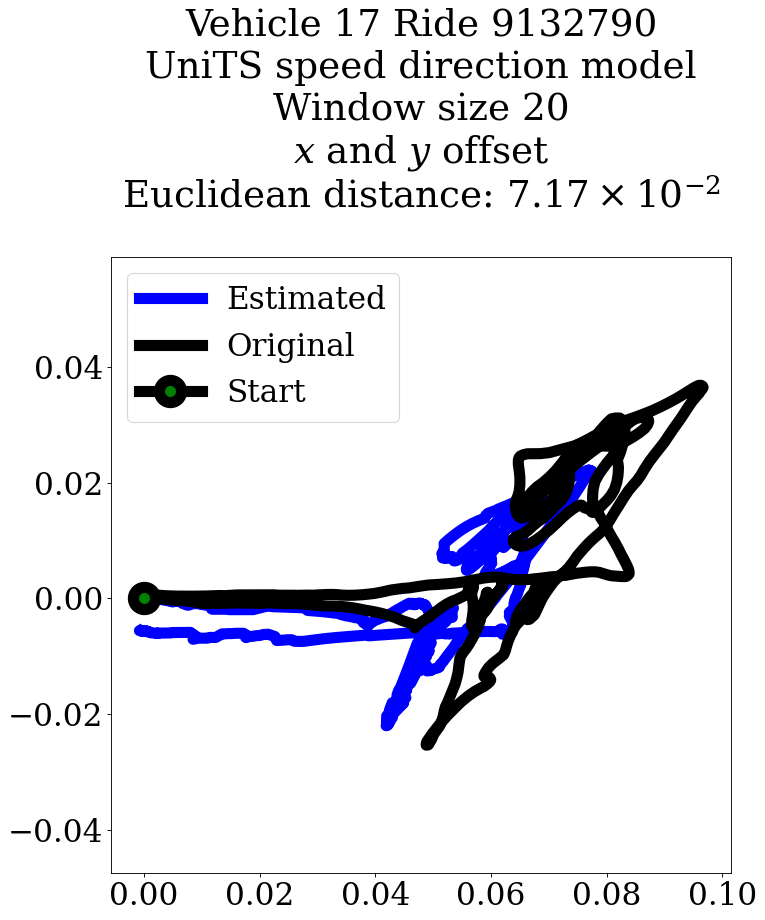 Vehicle 17 Ride 9132790
UniTS speed direction model
Window size 20
x and y offset
Euclidean distance: 7.17 × 10⁻²
Estimated
Original
Start
0.04
0.02
0.00
−0.02
−0.04
0.00 0.02 0.04 0.06 0.08 0.10